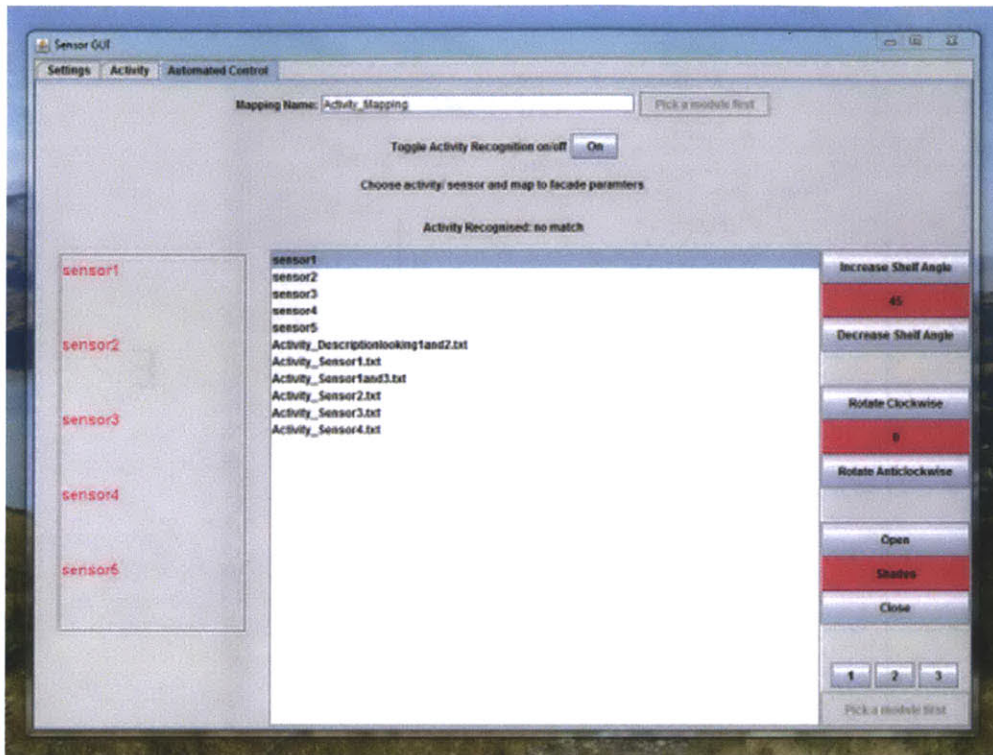 Sensor GUI
Settings Activity Automated Control
Mapping Name: Activity_Mapping Pick a module first
Toggle Activity Recognition on/off On
Choose activity/ sensor and map to facade paramters
Activity Recognised: no match
sensor1
sensor2
sensor3
sensor4
sensor5
sensor1
sensor2
sensor3
sensor4
sensor5
Activity_Descriptionlooking1and2.txt
Activity_Sensor1.txt
Activity_Sensor1and3.txt
Activity_Sensor2.txt
Activity_Sensor3.txt
Activity_Sensor4.txt
Increase Shelf Angle
45
Decrease Shelf Angle
Rotate Clockwise
0
Rotate Anticlockwise
Open
Shades
Close
1 2 3
Pick a module first